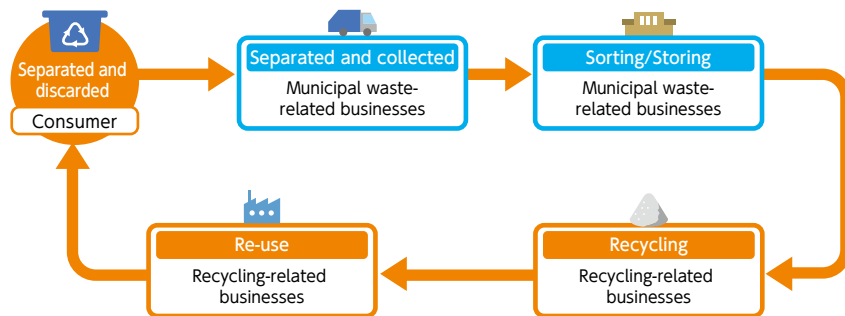 Separated and
discarded
Consumer
Separated and collected
Municipal waste-
related businesses
Sorting/Storing
Municipal waste-
related businesses
Recycling
Recycling-related
businesses
Re-use
Recycling-related
businesses